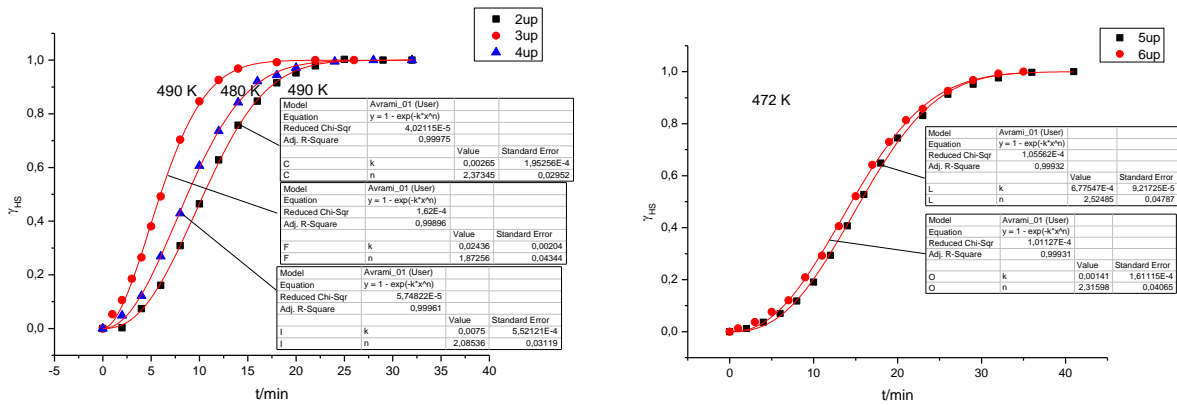 2up
3up
4up
1,0
0,8
0,6
0,4
0,2
0,0
γHS
-5 0 5 10 15 20 25 30 35 40
t/min
490 K 480 K 490 K
Model Avrami_01 (User)
Equation y = 1 - exp(-k*x^n)
Reduced Chi-Sqr 4,02115E-5
Adj. R-Square 0,99975
Value Standard Error
C k 0,00265 1,95256E-4
C n 2,37345 0,02952
Model Avrami_01 (User)
Equation y = 1 - exp(-k*x^n)
Reduced Chi-Sqr 1,62E-4
Adj. R-Square 0,99896
Value Standard Error
F k 0,02436 0,00204
F n 1,87256 0,04344
Model Avrami_01 (User)
Equation y = 1 - exp(-k*x^n)
Reduced Chi-Sqr 5,74822E-5
Adj. R-Square 0,99961
Value Standard Error
I k 0,0075 5,52121E-4
I n 2,08536 0,03119
5up
6up
1,0
0,8
0,6
0,4
0,2
0,0
γHS
0 10 20 30 40 50
t/min
472 K
Model Avrami_01 (User)
Equation y = 1 - exp(-k*x^n)
Reduced Chi-Sqr 1,05562E-4
Adj. R-Square 0,99932
Value Standard Error
L k 6,77547E-4 9,21725E-5
L n 2,52485 0,04787
Model Avrami_01 (User)
Equation y = 1 - exp(-k*x^n)
Reduced Chi-Sqr 1,01127E-4
Adj. R-Square 0,99931
Value Standard Error
O k 0,00141 1,61115E-4
O n 2,31598 0,04065